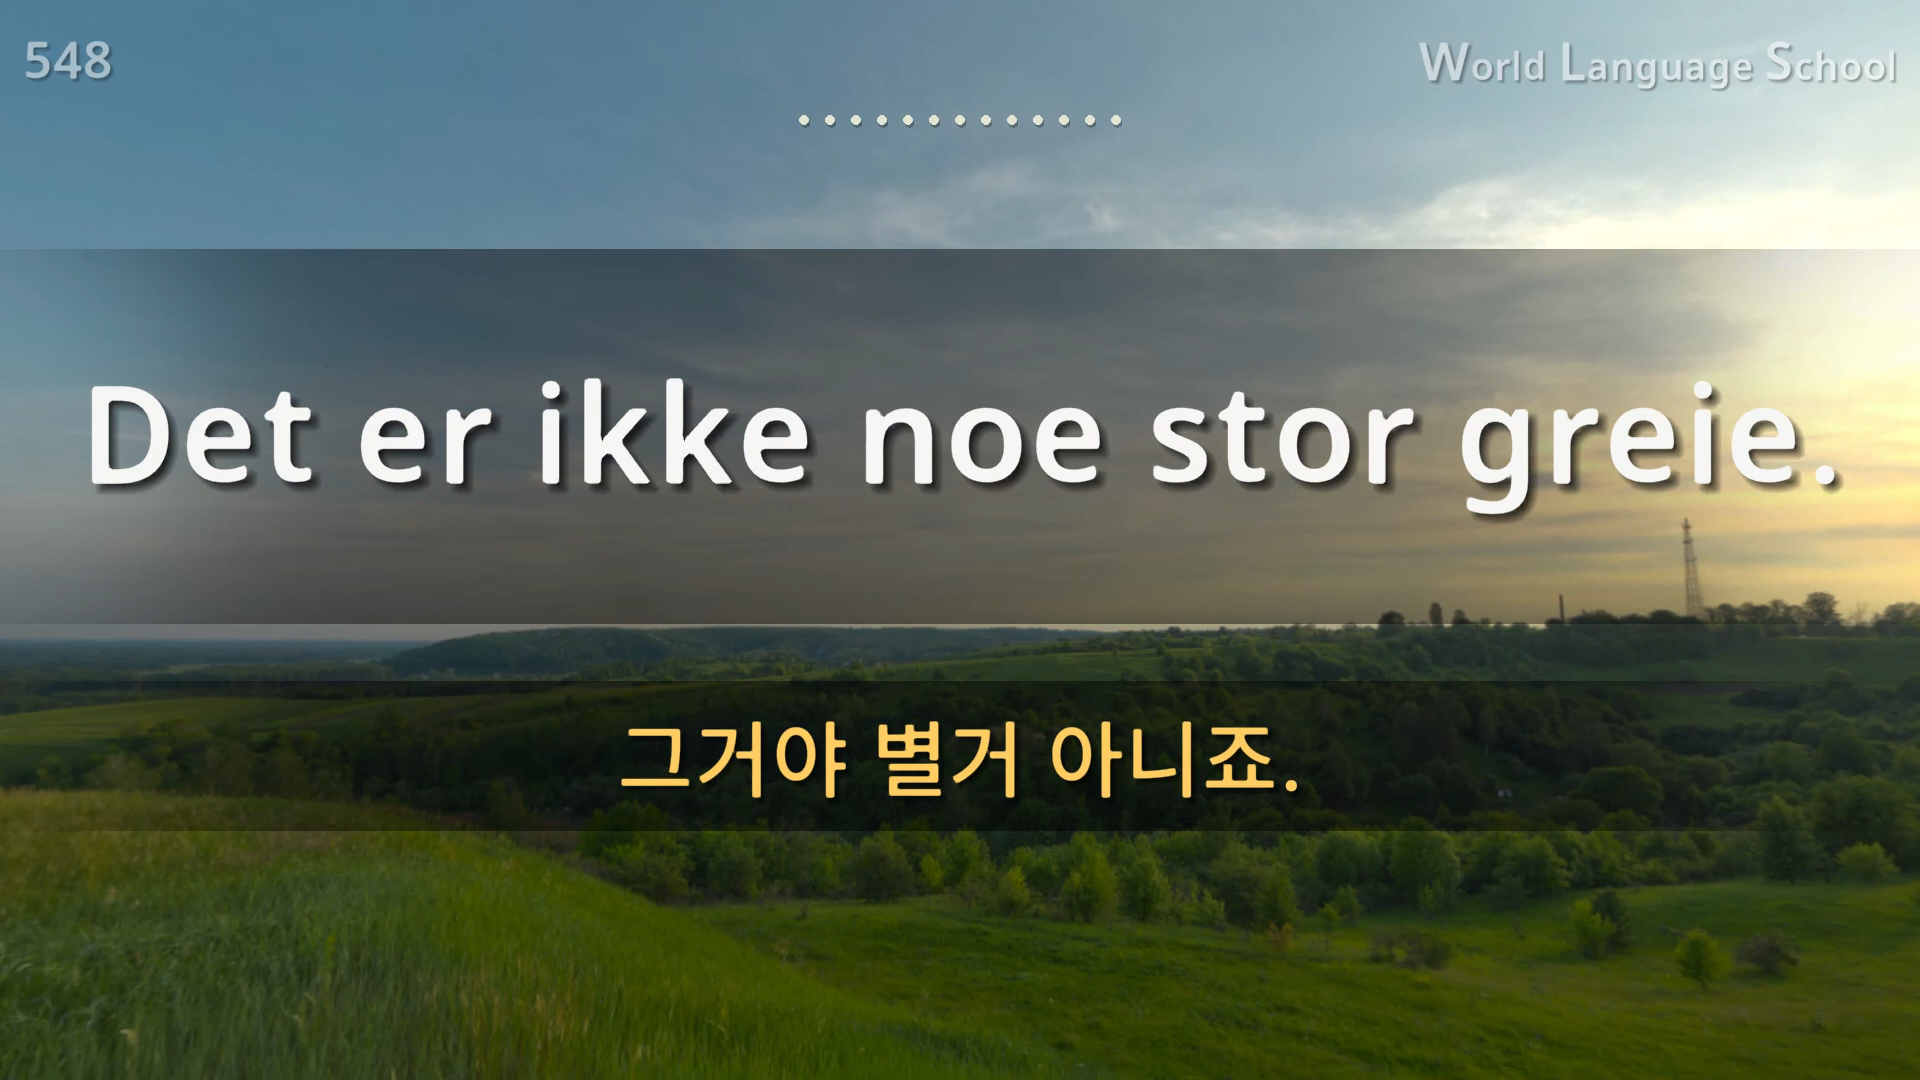 548
World Language School
Det er ikke noe stor greie.
그거야 별거 아니죠.